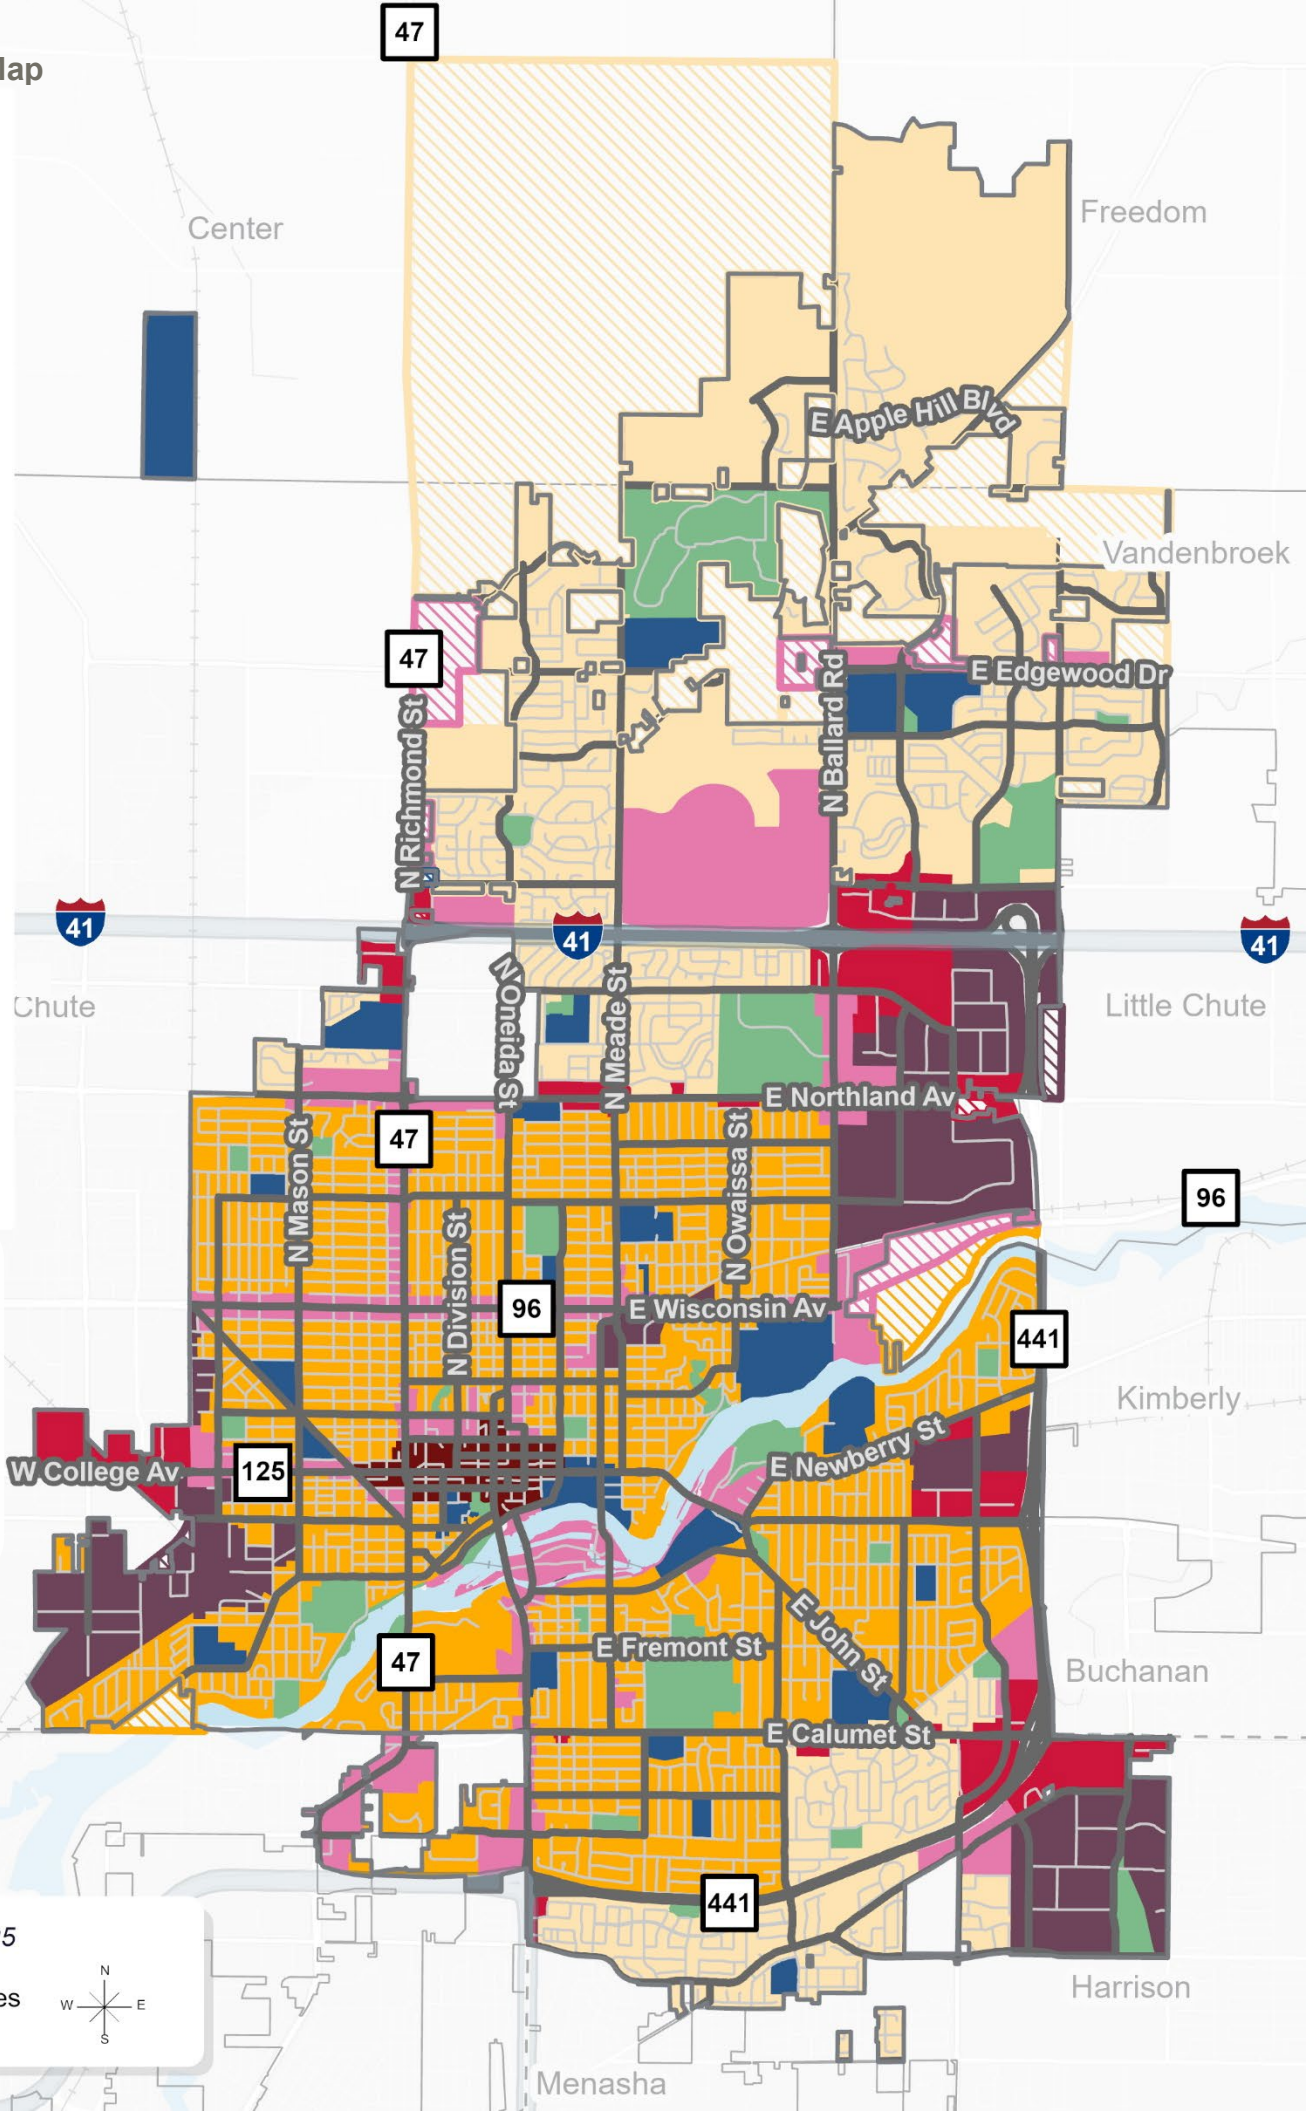 47
Center
Freedom
E Apple Hill Blvd
Vandenbroek
47
E Edgewood Dr
N Richmond St
N Ballard Rd
41
41
41
Chute
N Oneida St
N Meade St
Little Chute
E Northland Av
47
N Mason St
N Owaissa St
96
N Division St
96
E Wisconsin Av
441
Kimberly
E Newberry St
W College Av
125
E John St
E Fremont St
47
Buchanan
E Calumet St
441
5
N
W E
S
Harrison
Menasha